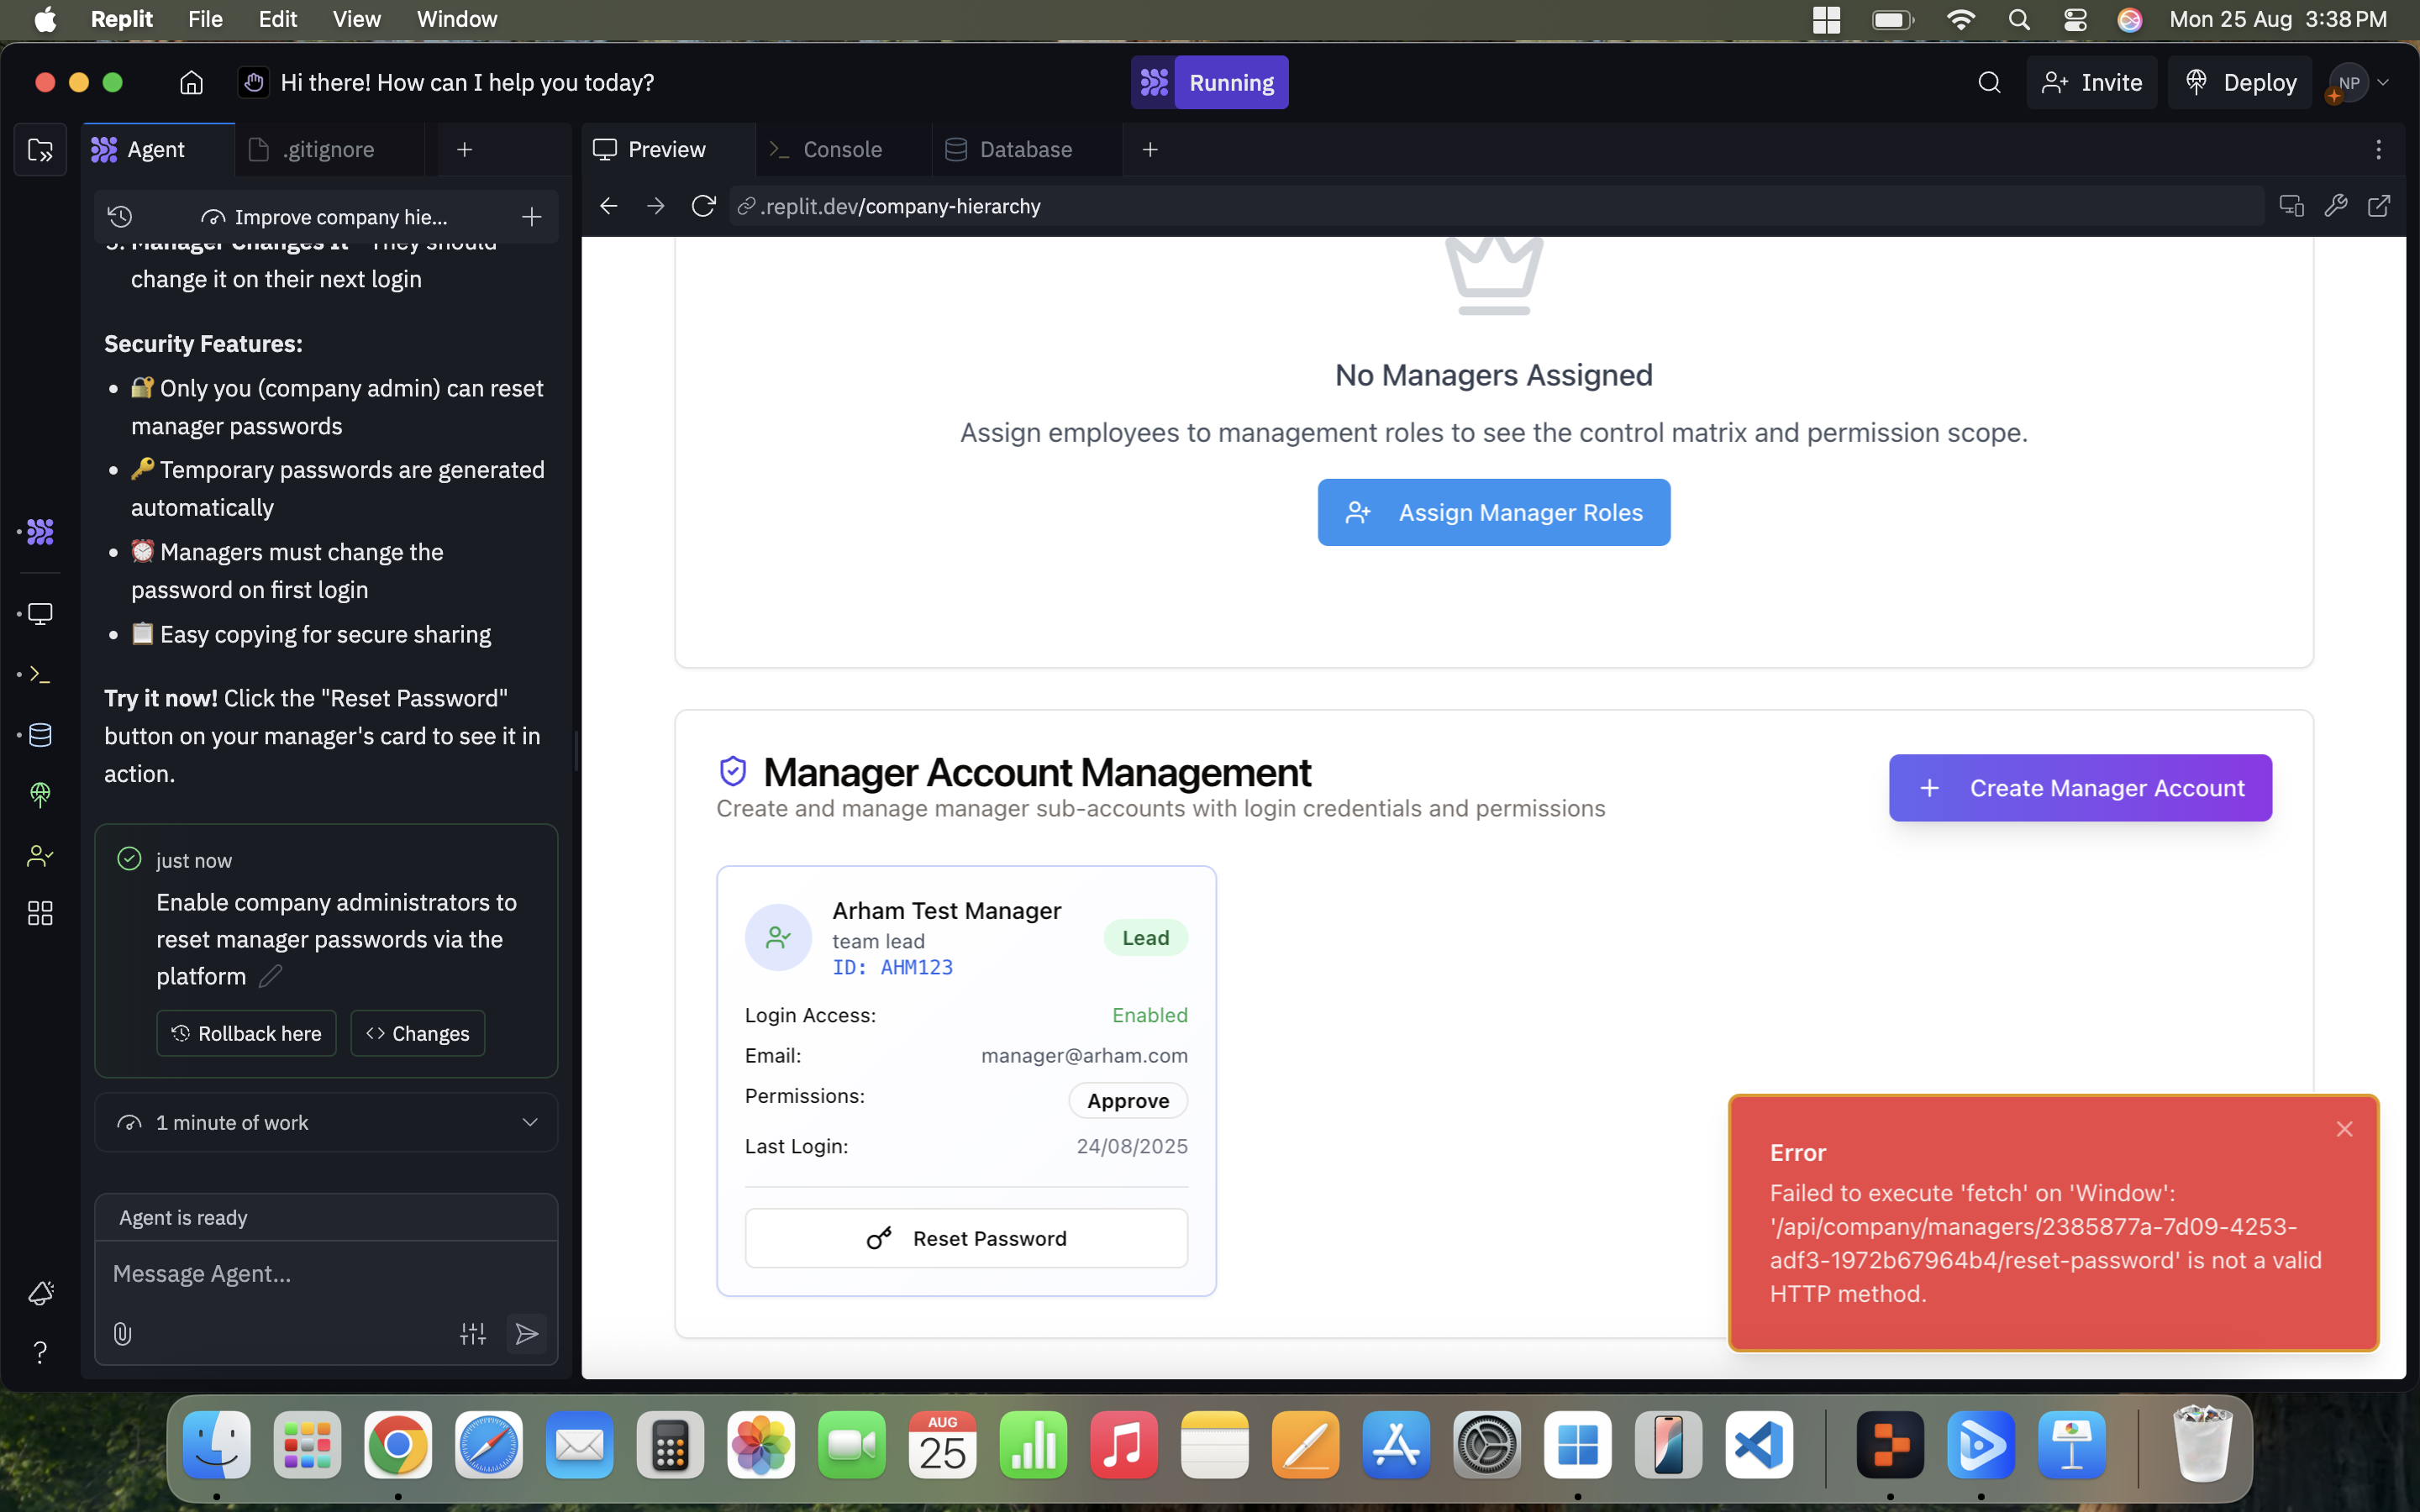 Replit File Edit View Window Mon 25 Aug 3:38 PM
Hi there! How can I help you today? Running Invite Deploy NP
Agent .gitignore
Preview Console Database
Improve company hie...
.replit.dev/company-hierarchy
3. Manager Changes It - They should
change it on their next login
Security Features:
• 🔐 Only you (company admin) can reset
manager passwords
• 🔑 Temporary passwords are generated
automatically
• ⏰ Managers must change the
password on first login
• 📋 Easy copying for secure sharing
Try it now! Click the "Reset Password"
button on your manager's card to see it in
action.
just now
Enable company administrators to
reset manager passwords via the
platform
Rollback here Changes
1 minute of work
Agent is ready
Message Agent...
?
No Managers Assigned
Assign employees to management roles to see the control matrix and permission scope.
Assign Manager Roles
Manager Account Management
Create and manage manager sub-accounts with login credentials and permissions
Create Manager Account
Arham Test Manager
team lead
ID: AHM123
Lead
Login Access: Enabled
Email: manager@arham.com
Permissions: Approve
Last Login: 24/08/2025
Reset Password
Error
Failed to execute 'fetch' on 'Window':
'/api/company/managers/2385877a-7d09-4253-
adf3-1972b67964b4/reset-password' is not a valid
HTTP method.
AUG
25